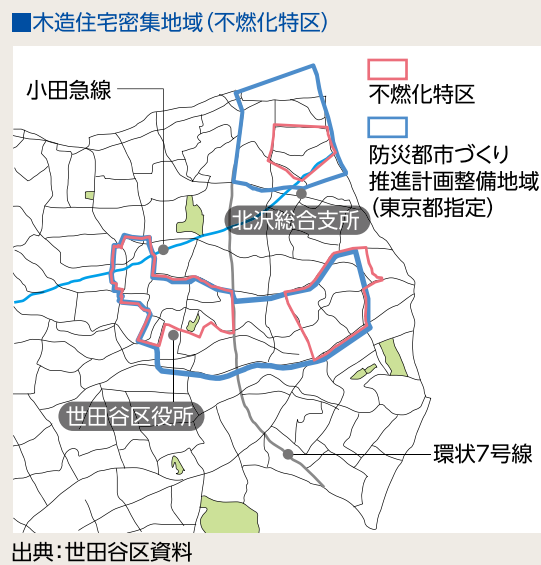 ■木造住宅密集地域（不燃化特区）
小田急線
不燃化特区
防災都市づくり
推進計画整備地域
（東京都指定）
北沢総合支所
世田谷区役所
環状7号線
出典：世田谷区資料